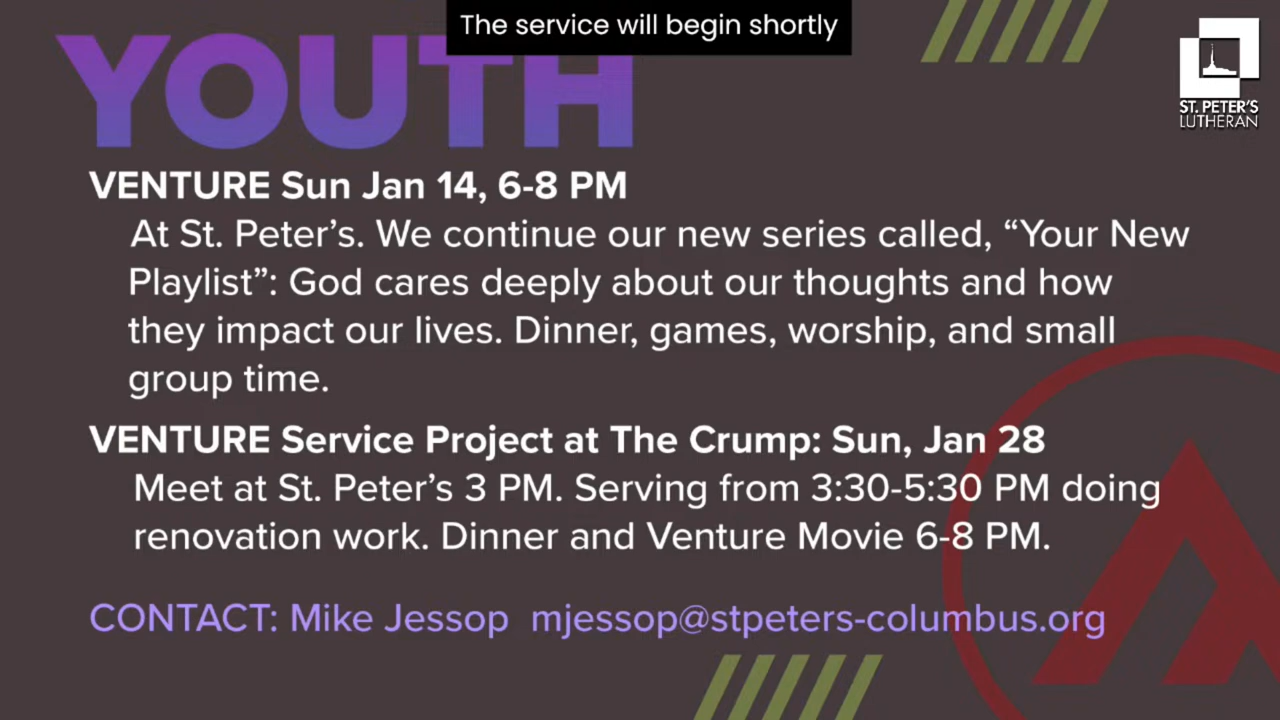 The service will begin shortly
YOUTH
ST. PETER'S
LUTHERAN
VENTURE Sun Jan 14, 6-8 PM
At St. Peter’s. We continue our new series called, “Your New
Playlist”: God cares deeply about our thoughts and how
they impact our lives. Dinner, games, worship, and small
group time.
VENTURE Service Project at The Crump: Sun, Jan 28
Meet at St. Peter’s 3 PM. Serving from 3:30-5:30 PM doing
renovation work. Dinner and Venture Movie 6-8 PM.
CONTACT: Mike Jessop mjessop@stpeters-columbus.org